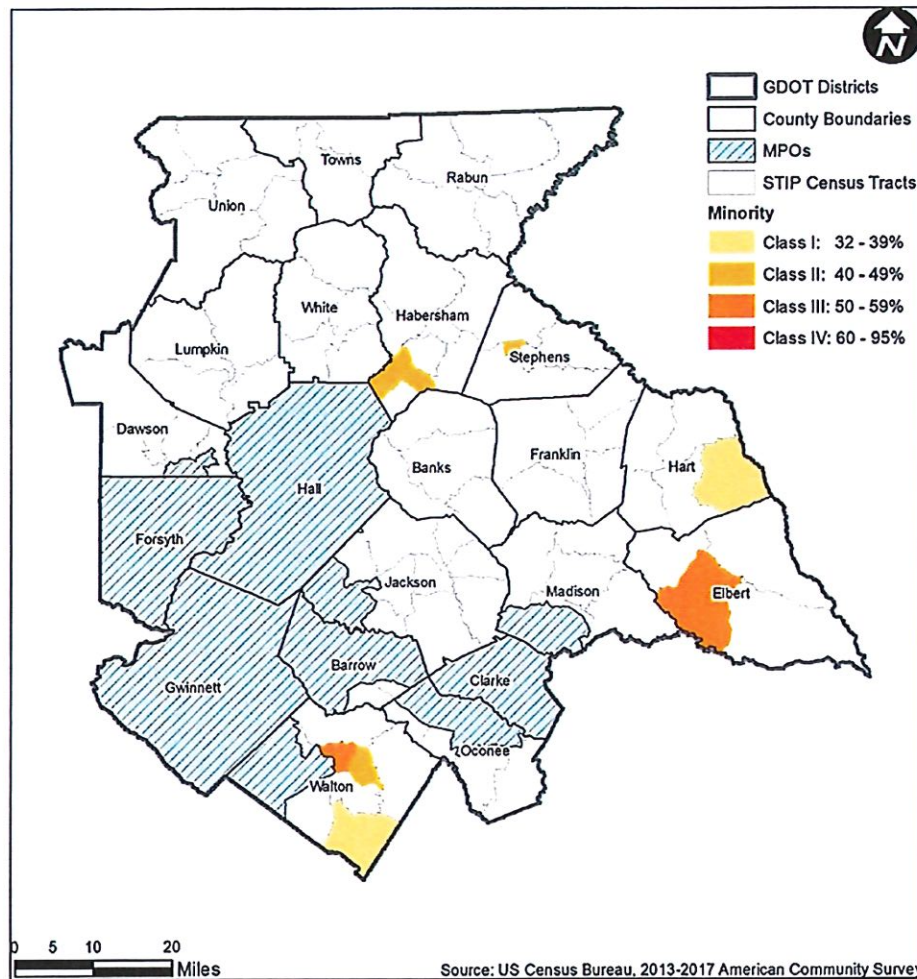 N
GDOT Districts
County Boundaries
MPOs
STIP Census Tracts
Minority
Class I: 32 - 39%
Class II: 40 - 49%
Class III: 50 - 59%
Class IV: 60 - 95%
Towns
Rabun
Union
White
Habersham
Lumpkin
Stephens
Dawson
Banks
Franklin
Hart
Hall
Forsyth
Jackson
Madison
Elbert
Barrow
Clarke
Gwinnett
Oconee
Walton
0 5 10 20
Miles
Source: US Census Bureau, 2013-2017 American Community Survey